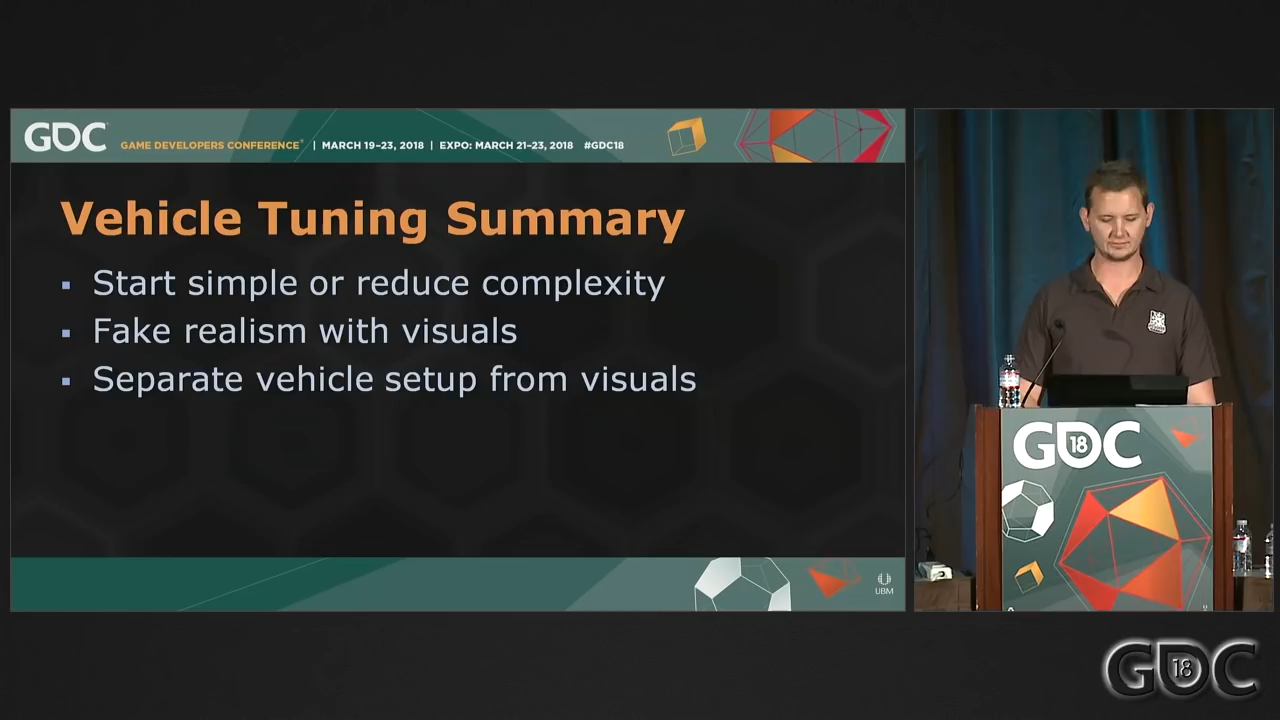 GDC GAME DEVELOPERS CONFERENCE® | MARCH 19–23, 2018 | EXPO: MARCH 21–23, 2018 #GDC18
Vehicle Tuning Summary
▪ Start simple or reduce complexity
▪ Fake realism with visuals
▪ Separate vehicle setup from visuals
UBM
GDC 18
GDC 18